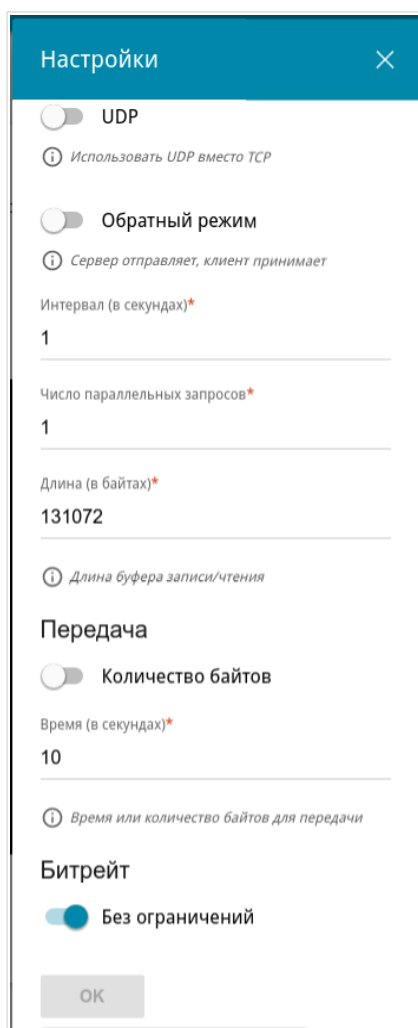 Настройки
UDP
Использовать UDP вместо TCP
Обратный режим
Сервер отправляет, клиент принимает
Интервал (в секундах)*
1
Число параллельных запросов*
1
Длина (в байтах)*
131072
Длина буфера записи/чтения
Передача
Количество байтов
Время (в секундах)*
10
Время или количество байтов для передачи
Битрейт
Без ограничений
ОК